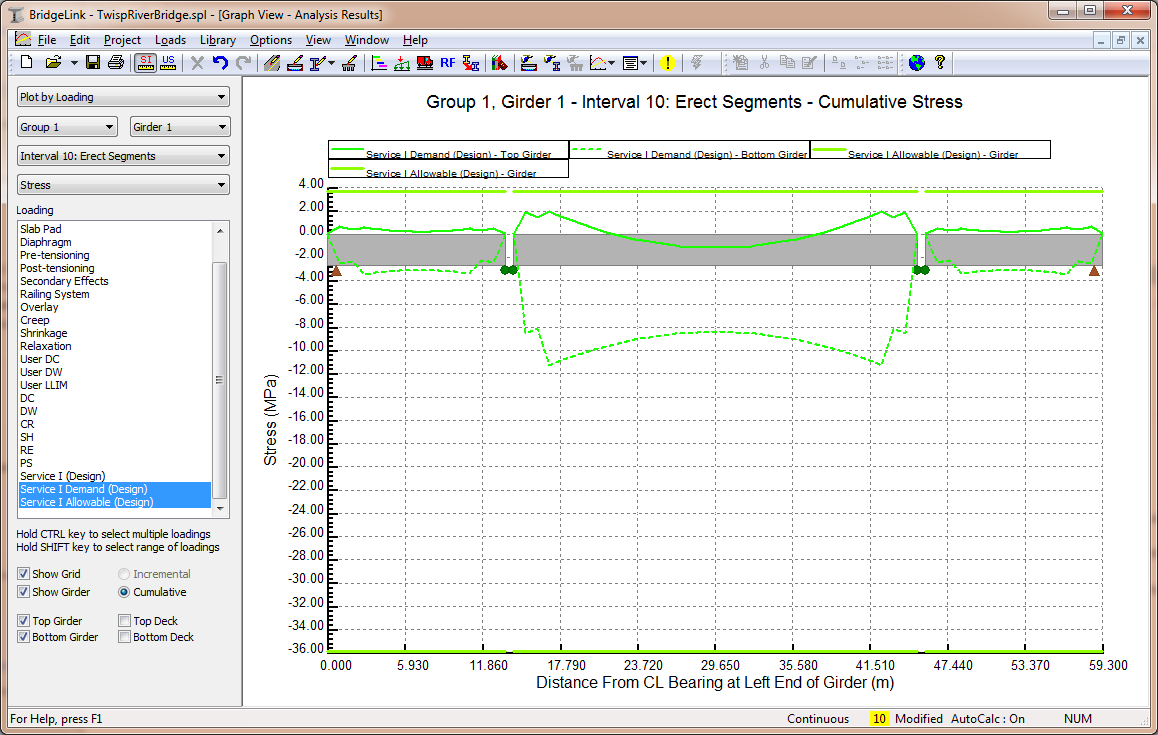 BridgeLink - TwispRiverBridge.spl - [Graph View - Analysis Results]
File Edit Project Loads Library Options View Window Help
SI US RF
Plot by Loading
Group 1 Girder 1
Interval 10: Erect Segments
Stress
Loading
Slab Pad
Diaphragm
Pre-tensioning
Post-tensioning
Secondary Effects
Railing System
Overlay
Creep
Shrinkage
Relaxation
User DC
User DW
User LLIM
DC
DW
CR
SH
RE
PS
Service I (Design)
Service I Demand (Design)
Service I Allowable (Design)
Hold CTRL key to select multiple loadings
Hold SHIFT key to select range of loadings
Show Grid Incremental
Show Girder Cumulative
Top Girder Top Deck
Bottom Girder Bottom Deck
Group 1, Girder 1 - Interval 10: Erect Segments - Cumulative Stress
Service I Demand (Design) - Top Girder Service I Demand (Design) - Bottom Girder Service I Allowable (Design) - Girder
Service I Allowable (Design) - Girder
4.00
2.00
0.00
-2.00
-4.00
-6.00
-8.00
-10.00
-12.00
-14.00
-16.00
-18.00
-20.00
-22.00
-24.00
-26.00
-28.00
-30.00
-32.00
-34.00
-36.00
Stress (MPa)
0.000 5.930 11.860 17.790 23.720 29.650 35.580 41.510 47.440 53.370 59.300
Distance From CL Bearing at Left End of Girder (m)
For Help, press F1 Continuous 10 Modified AutoCalc : On NUM